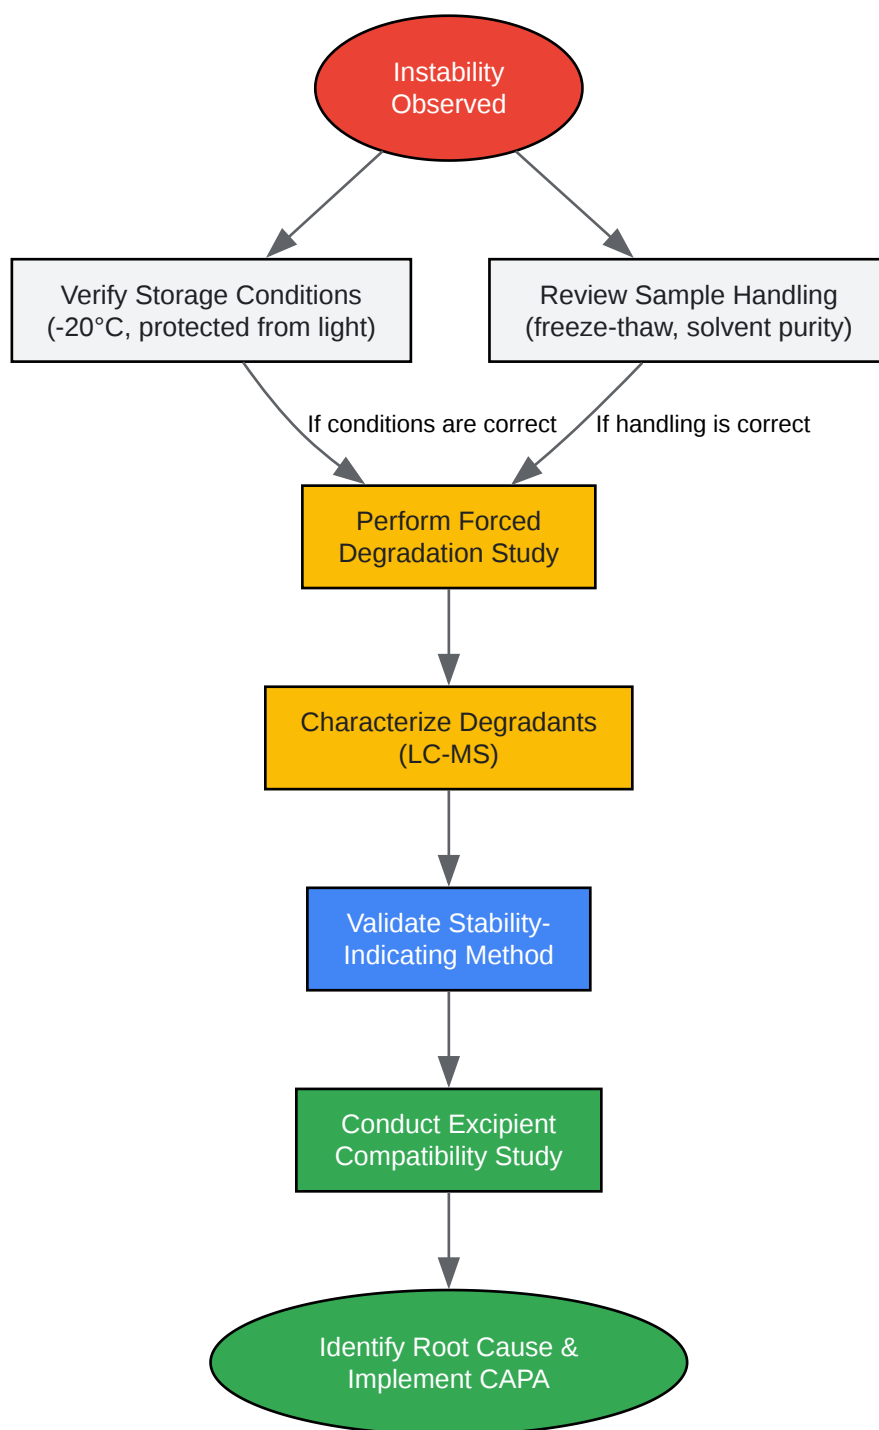 Instability
Observed
Verify Storage Conditions
(-20°C, protected from light)
Review Sample Handling
(freeze-thaw, solvent purity)
If conditions are correct
If handling is correct
Perform Forced
Degradation Study
Characterize Degradants
(LC-MS)
Validate Stability-
Indicating Method
Conduct Excipient
Compatibility Study
Identify Root Cause &
Implement CAPA